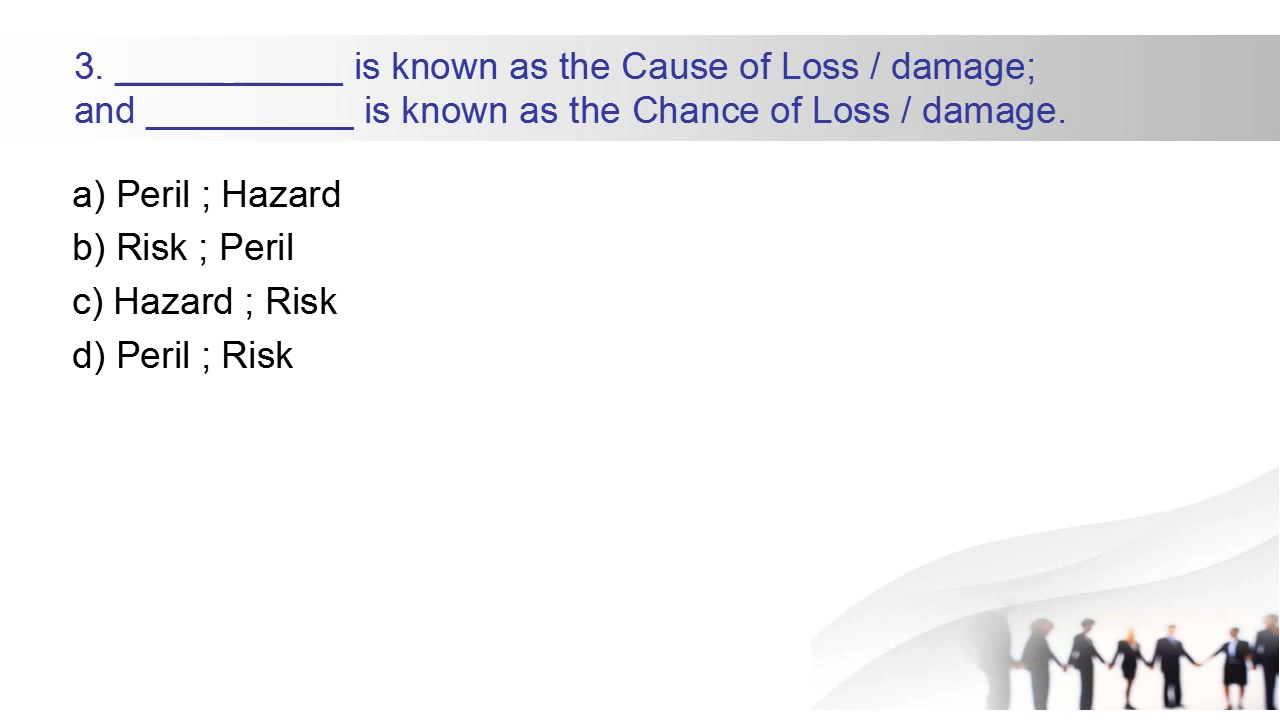 3. ___________ is known as the Cause of Loss / damage;
and __________ is known as the Chance of Loss / damage.
a) Peril ; Hazard
b) Risk ; Peril
c) Hazard ; Risk
d) Peril ; Risk